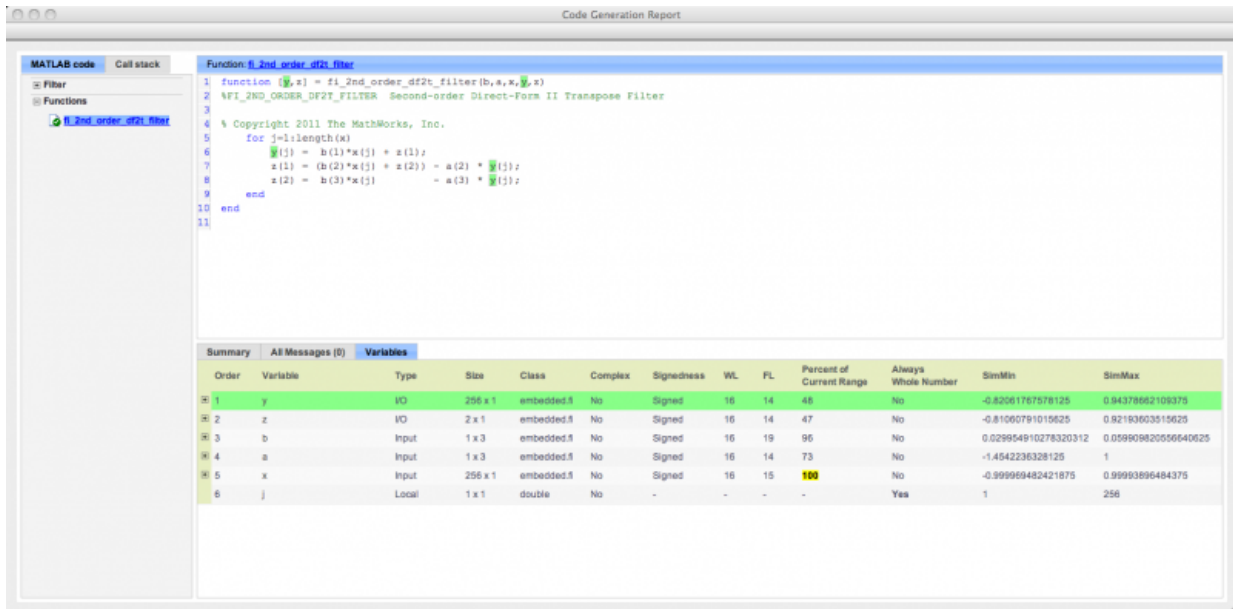 Code Generation Report
MATLAB code Call stack
Filter
Functions
fi_2nd_order_df2t_filter
Function: fi_2nd_order_df2t_filter
1 function [y,z] = fi_2nd_order_df2t_filter(b,a,x,y,z)
2 %FI_2ND_ORDER_DF2T_FILTER Second-order Direct-Form II Transpose Filter
3
4 % Copyright 2011 The MathWorks, Inc.
5 for j=1:length(x)
6 y(j) = b(1)*x(j) + z(1);
7 z(1) = (b(2)*x(j) + z(2)) - a(2) * y(j);
8 z(2) = b(3)*x(j) - a(3) * y(j);
9 end
10 end
11
Summary All Messages (0) Variables
Order Variable Type Size Class Complex Signedness WL FL Percent of Current Range Always Whole Number SimMin SimMax
1 y I/O 256 x 1 embedded.fi No Signed 16 14 48 No -0.82061767578125 0.94378662109375
2 z I/O 2 x 1 embedded.fi No Signed 16 14 47 No -0.81060791015625 0.92193603515625
3 b Input 1 x 3 embedded.fi No Signed 16 19 96 No 0.029954910278320312 0.059909820556640625
4 a Input 1 x 3 embedded.fi No Signed 16 14 73 No -1.4542236328125 1
5 x Input 256 x 1 embedded.fi No Signed 16 15 100 No -0.999969482421875 0.99993896484375
6 j Local 1 x 1 double No - - - - Yes 1 256